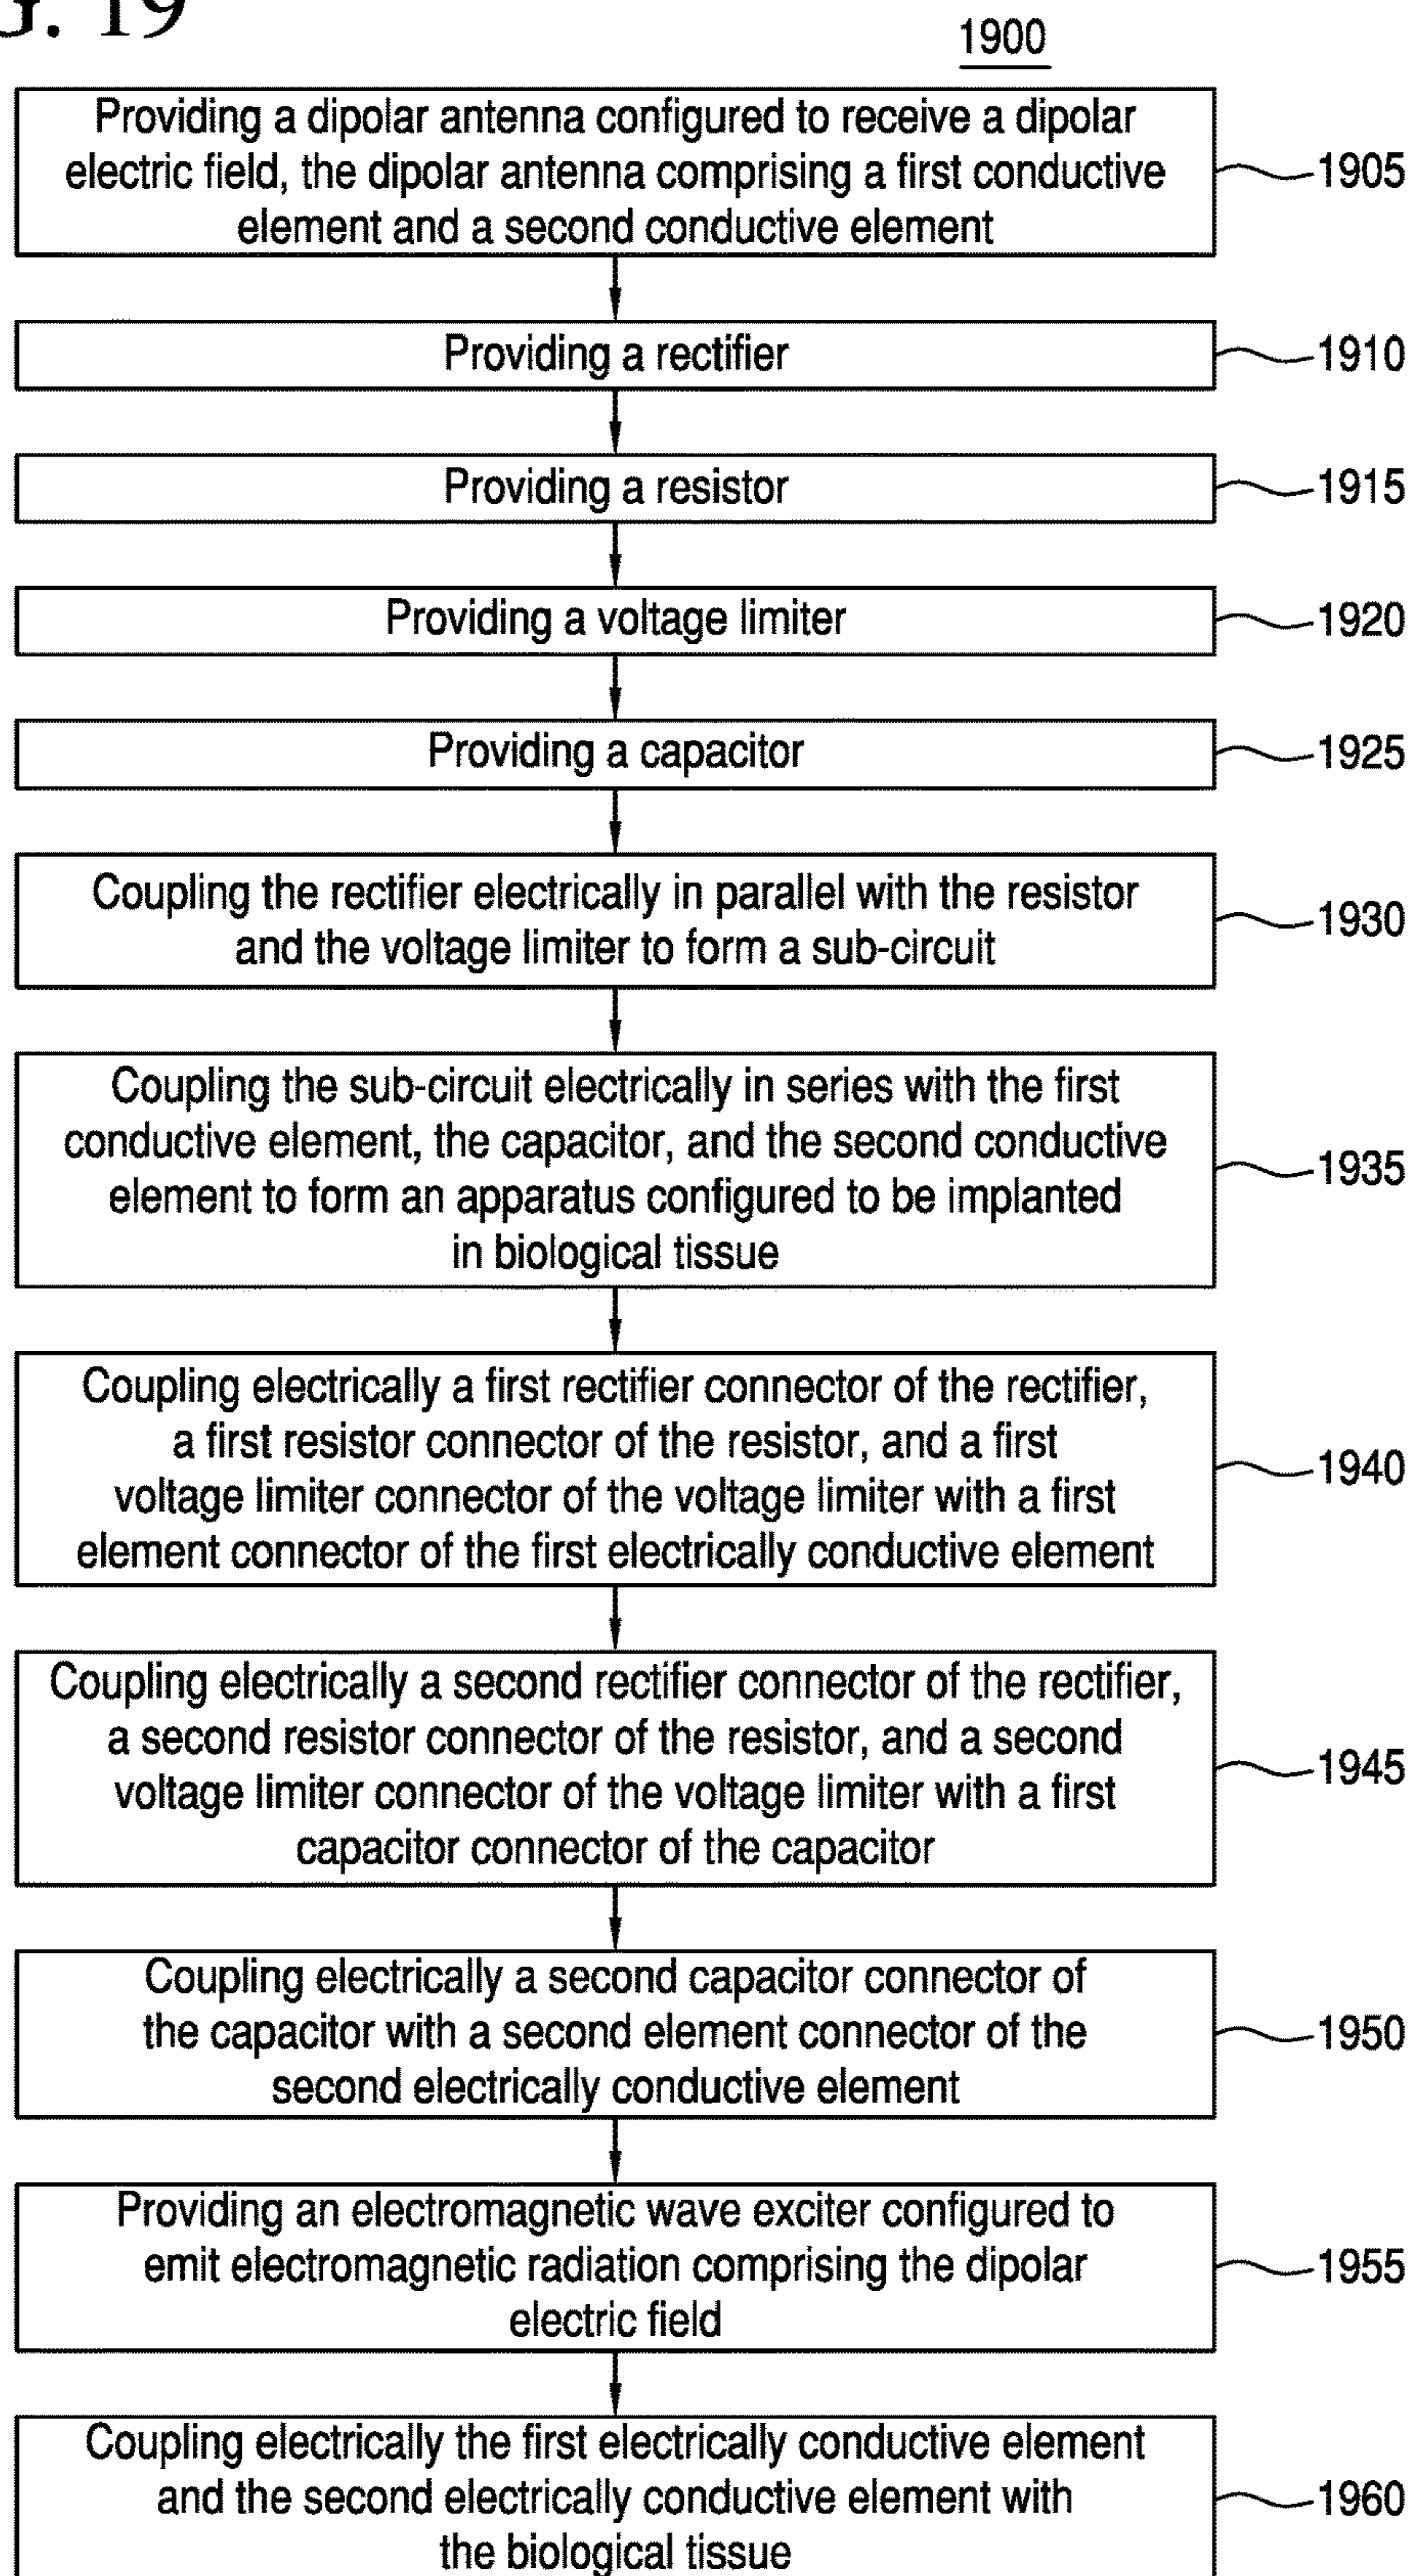 G. 19
1900
Providing a dipolar antenna configured to receive a dipolar
electric field, the dipolar antenna comprising a first conductive
element and a second conductive element
1905
Providing a rectifier
1910
Providing a resistor
1915
Providing a voltage limiter
1920
Providing a capacitor
1925
Coupling the rectifier electrically in parallel with the resistor
and the voltage limiter to form a sub-circuit
1930
Coupling the sub-circuit electrically in series with the first
conductive element, the capacitor, and the second conductive
element to form an apparatus configured to be implanted
in biological tissue
1935
Coupling electrically a first rectifier connector of the rectifier,
a first resistor connector of the resistor, and a first
voltage limiter connector of the voltage limiter with a first
element connector of the first electrically conductive element
1940
Coupling electrically a second rectifier connector of the rectifier,
a second resistor connector of the resistor, and a second
voltage limiter connector of the voltage limiter with a first
capacitor connector of the capacitor
1945
Coupling electrically a second capacitor connector of
the capacitor with a second element connector of the
second electrically conductive element
1950
Providing an electromagnetic wave exciter configured to
emit electromagnetic radiation comprising the dipolar
electric field
1955
Coupling electrically the first electrically conductive element
and the second electrically conductive element with
the biological tissue
1960